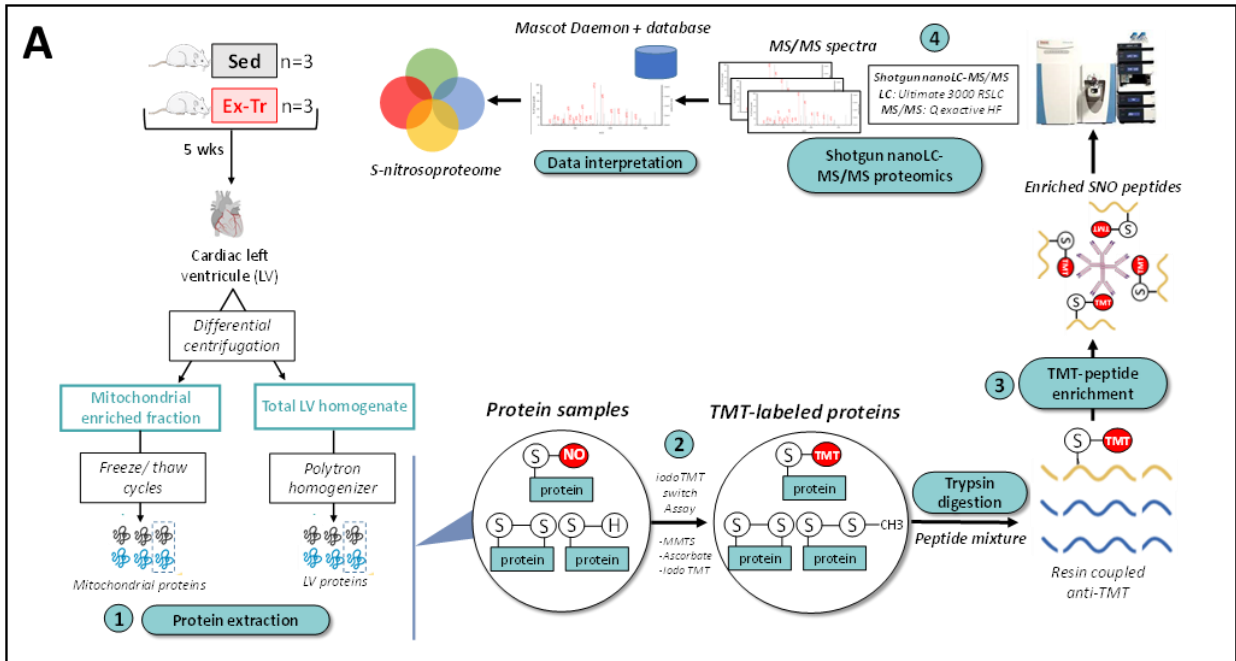 A
Sed n=3
Ex-Tr n=3
5 wks
Cardiac left
ventricule (LV)
Differential
centrifugation
Mitochondrial
enriched fraction
Total LV homogenate
Freeze/ thaw
cycles
Polytron
homogenizer
Mitochondrial proteins
LV proteins
1 Protein extraction
Protein samples
S NO
protein
S S S H
protein protein
2
iodoTMT
switch
Assay
-MMTS
-Ascorbate
-Iodo TMT
TMT-labeled proteins
S TMT
protein
S S S S CH3
protein protein
Trypsin
digestion
Peptide mixture
S TMT
Resin coupled
anti-TMT
3 TMT-peptide
enrichment
Enriched SNO peptides
TMT S
S TMT
TMT S
S TMT
4
Shotgun nanoLC-MS/MS
LC: Ultimate 3000 RSLC
MS/MS: Q exactive HF
MS/MS spectra
Shotgun nanoLC-
MS/MS proteomics
Mascot Daemon + database
Data interpretation
S-nitrosoproteome